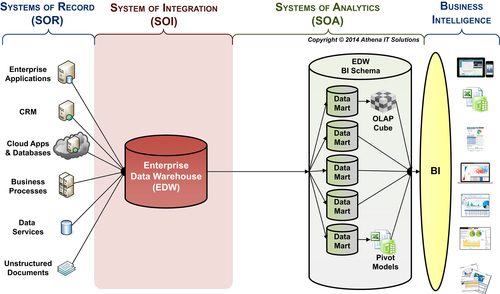 Systems of Record
(SOR)
System of Integration
(SOI)
Systems of Analytics
(SOA)
Business
Intelligence
Copyright © 2014 Athena IT Solutions
Enterprise
Applications
CRM
Cloud Apps
& Databases
Business
Processes
Data
Services
Unstructured
Documents
Enterprise
Data Warehouse
(EDW)
EDW
BI Schema
Data
Mart
OLAP
Cube
Data
Mart
Data
Mart
Data
Mart
Data
Mart
Pivot
Models
BI